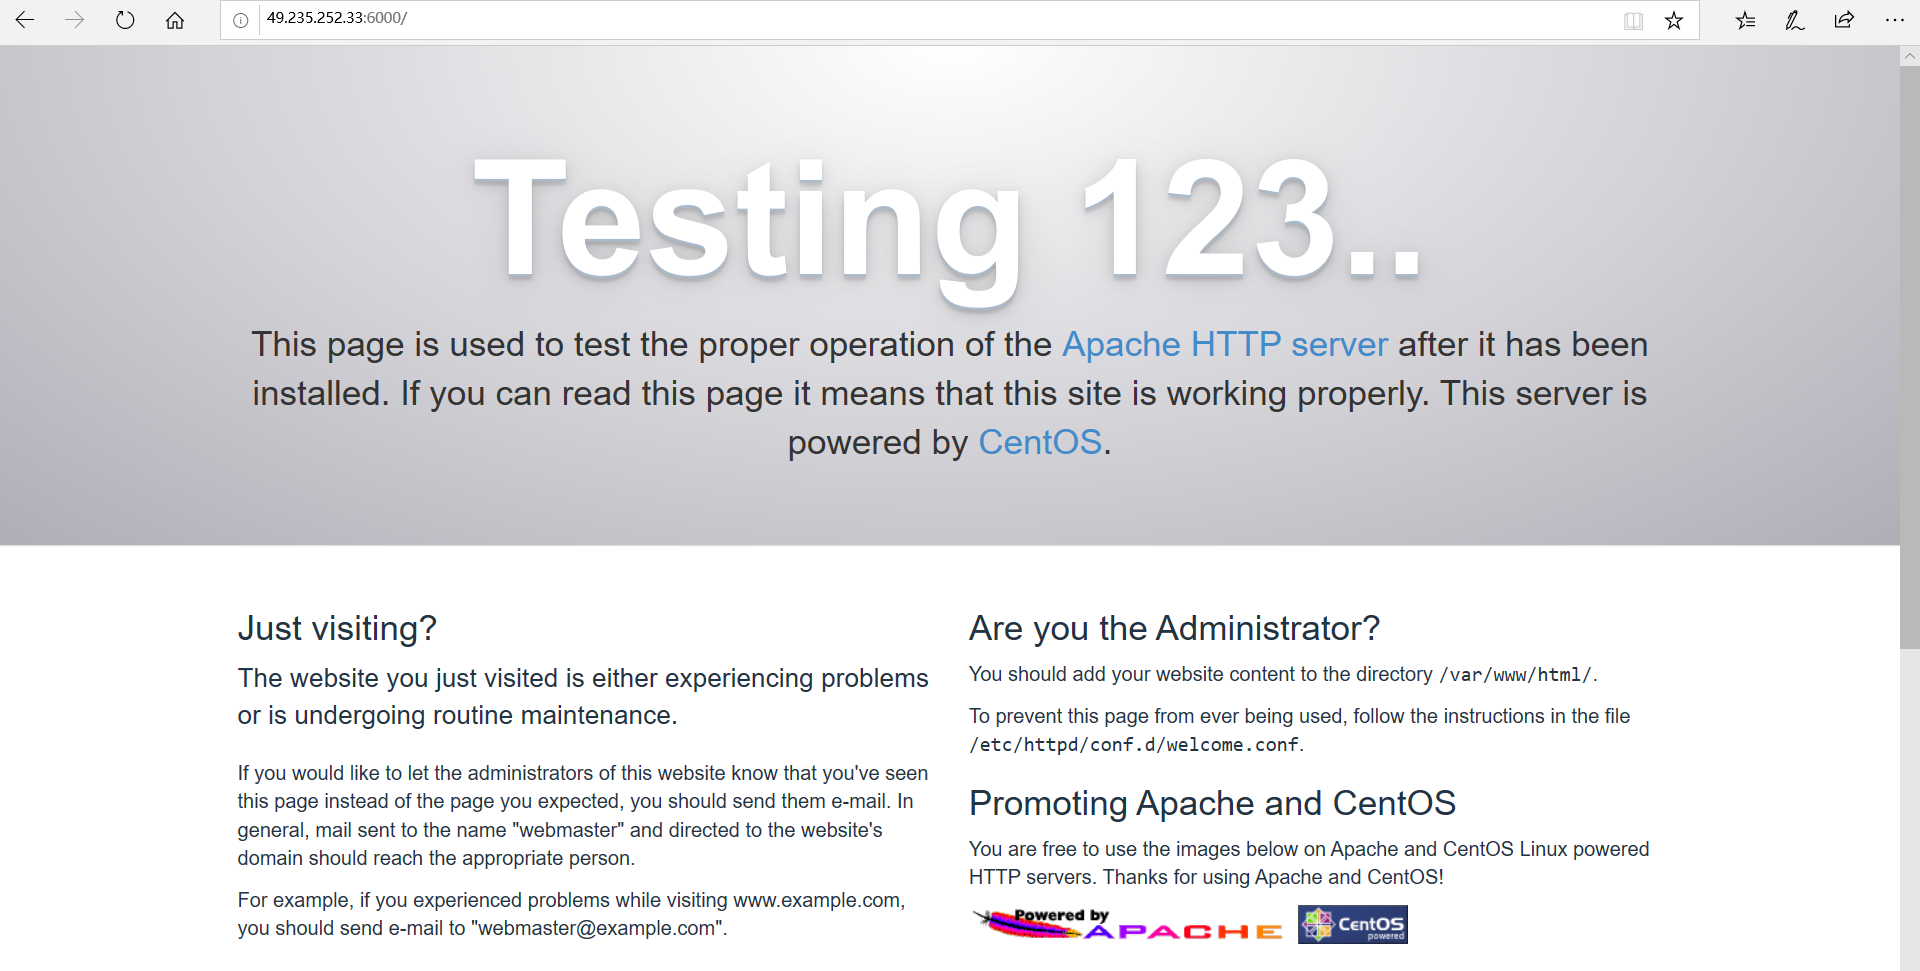 49.235.252.33:6000/
Testing 123..
This page is used to test the proper operation of the Apache HTTP server after it has been
installed. If you can read this page it means that this site is working properly. This server is
powered by CentOS.
Just visiting?
The website you just visited is either experiencing problems
or is undergoing routine maintenance.
If you would like to let the administrators of this website know that you've seen
this page instead of the page you expected, you should send them e-mail. In
general, mail sent to the name "webmaster" and directed to the website's
domain should reach the appropriate person.
For example, if you experienced problems while visiting www.example.com,
you should send e-mail to "webmaster@example.com".
Are you the Administrator?
You should add your website content to the directory /var/www/html/.
To prevent this page from ever being used, follow the instructions in the file
/etc/httpd/conf.d/welcome.conf.
Promoting Apache and CentOS
You are free to use the images below on Apache and CentOS Linux powered
HTTP servers. Thanks for using Apache and CentOS!
Powered by
APACHE
CentOS
powered